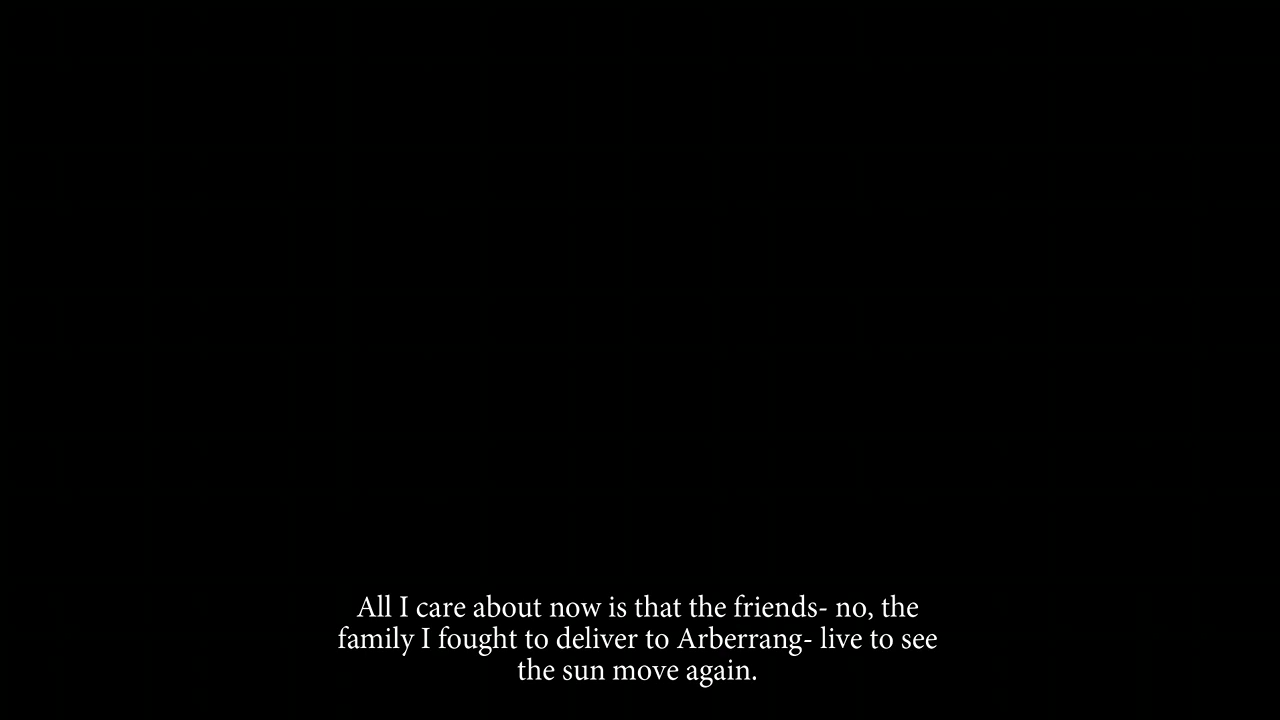 All I care about now is that the friends- no, the
family I fought to deliver to Arberrang- live to see
the sun move again.